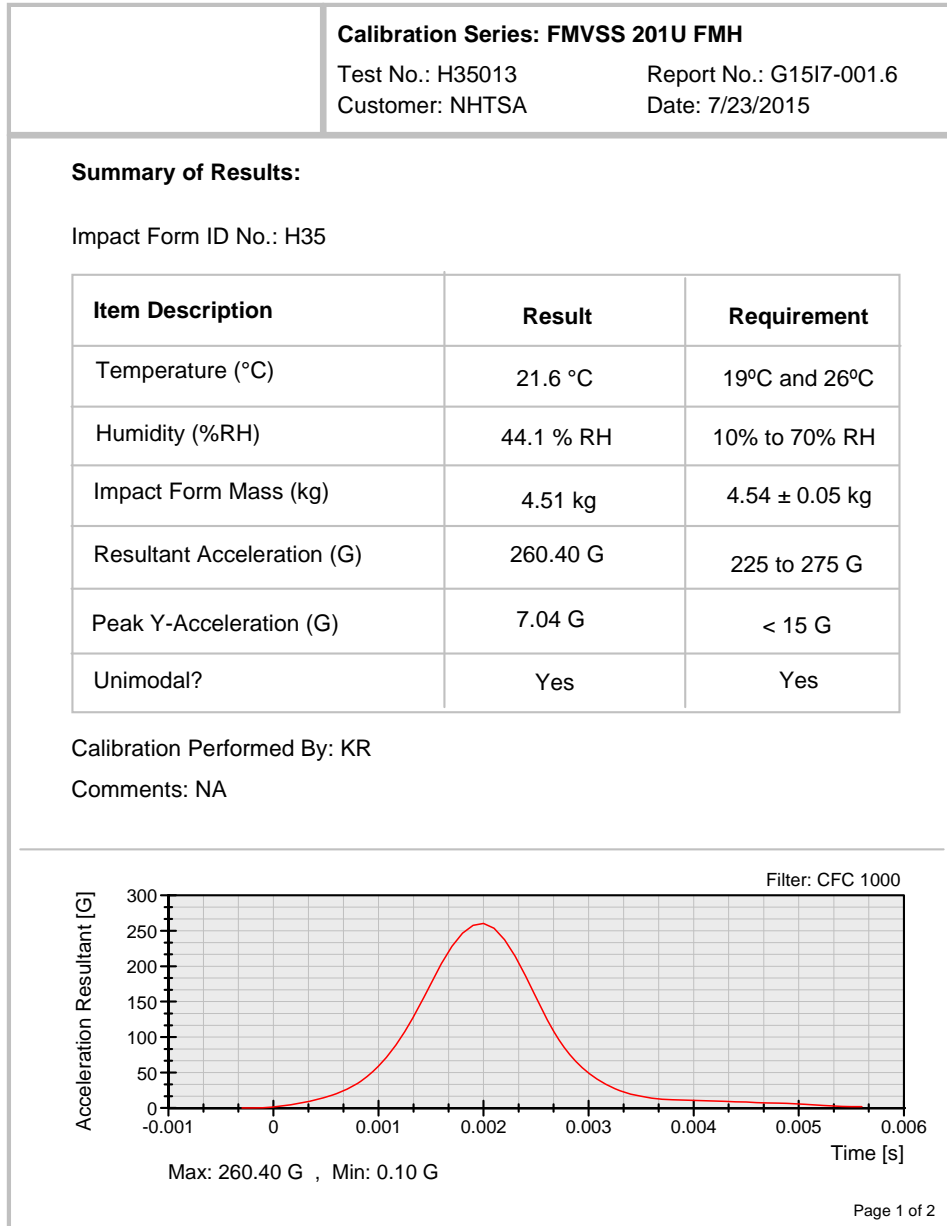 Calibration Series: FMVSS 201U FMH
Test No.: H35013 Report No.: G15I7-001.6
Customer: NHTSA Date: 7/23/2015
Summary of Results:
Impact Form ID No.: H35
Item Description Result Requirement
Temperature (°C) 21.6 °C 19ºC and 26ºC
Humidity (%RH) 44.1 % RH 10% to 70% RH
Impact Form Mass (kg) 4.51 kg 4.54 ± 0.05 kg
Resultant Acceleration (G) 260.40 G 225 to 275 G
Peak Y-Acceleration (G) 7.04 G < 15 G
Unimodal? Yes Yes
Calibration Performed By: KR
Comments: NA
Filter: CFC 1000
Acceleration Resultant [G]
300
250
200
150
100
50
0
-0.001 0 0.001 0.002 0.003 0.004 0.005 0.006
Time [s]
Max: 260.40 G , Min: 0.10 G
Page 1 of 2